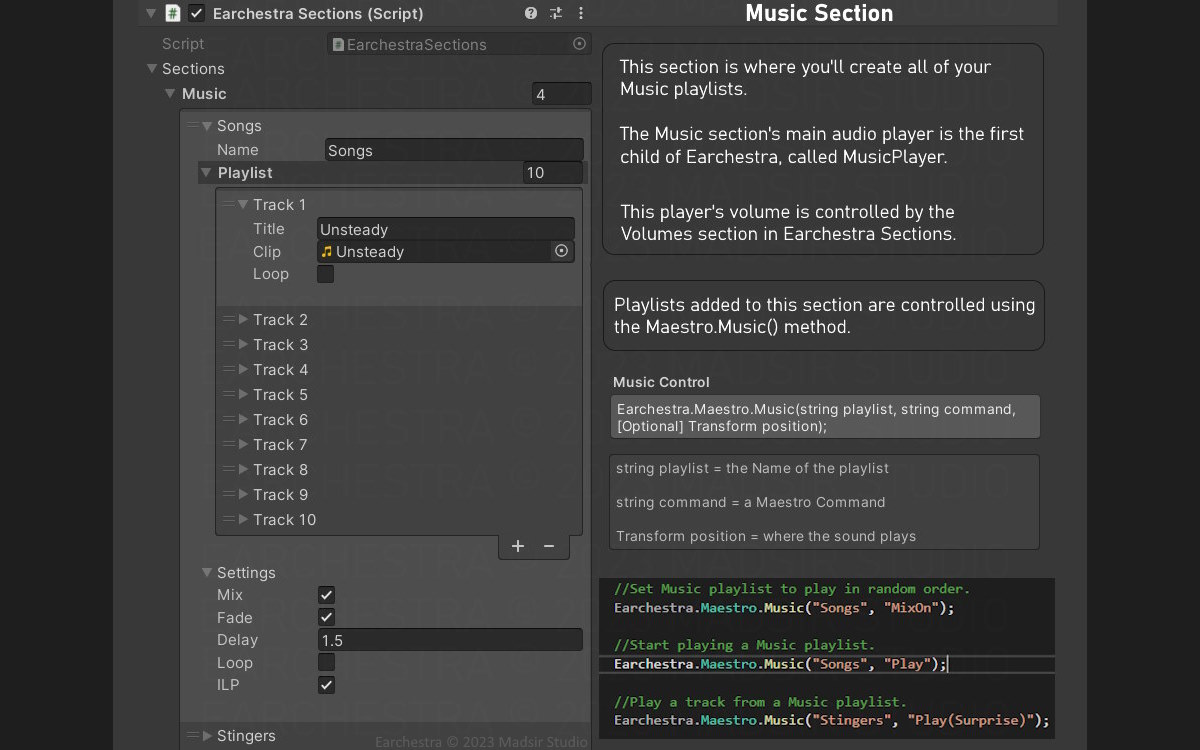 Earchestra Sections (Script)
Script
EarchestraSections
Sections
Music
4
Songs
Name
Songs
Playlist
10
Track 1
Title
Unsteady
Clip
Unsteady
Loop
Track 2
Track 3
Track 4
Track 5
Track 6
Track 7
Track 8
Track 9
Track 10
+ −
Settings
Mix
Fade
Delay
1.5
Loop
ILP
Stingers
Earchestra © 2023 Madsir Studio
Music Section
This section is where you'll create all of your
Music playlists.
The Music section's main audio player is the first
child of Earchestra, called MusicPlayer.
This player's volume is controlled by the
Volumes section in Earchestra Sections.
Playlists added to this section are controlled using
the Maestro.Music() method.
Music Control
Earchestra.Maestro.Music(string playlist, string command,
[Optional] Transform position);
string playlist = the Name of the playlist
string command = a Maestro Command
Transform position = where the sound plays
//Set Music playlist to play in random order.
Earchestra.Maestro.Music("Songs", "MixOn");
//Start playing a Music playlist.
Earchestra.Maestro.Music("Songs", "Play");
//Play a track from a Music playlist.
Earchestra.Maestro.Music("Stingers", "Play(Surprise)");